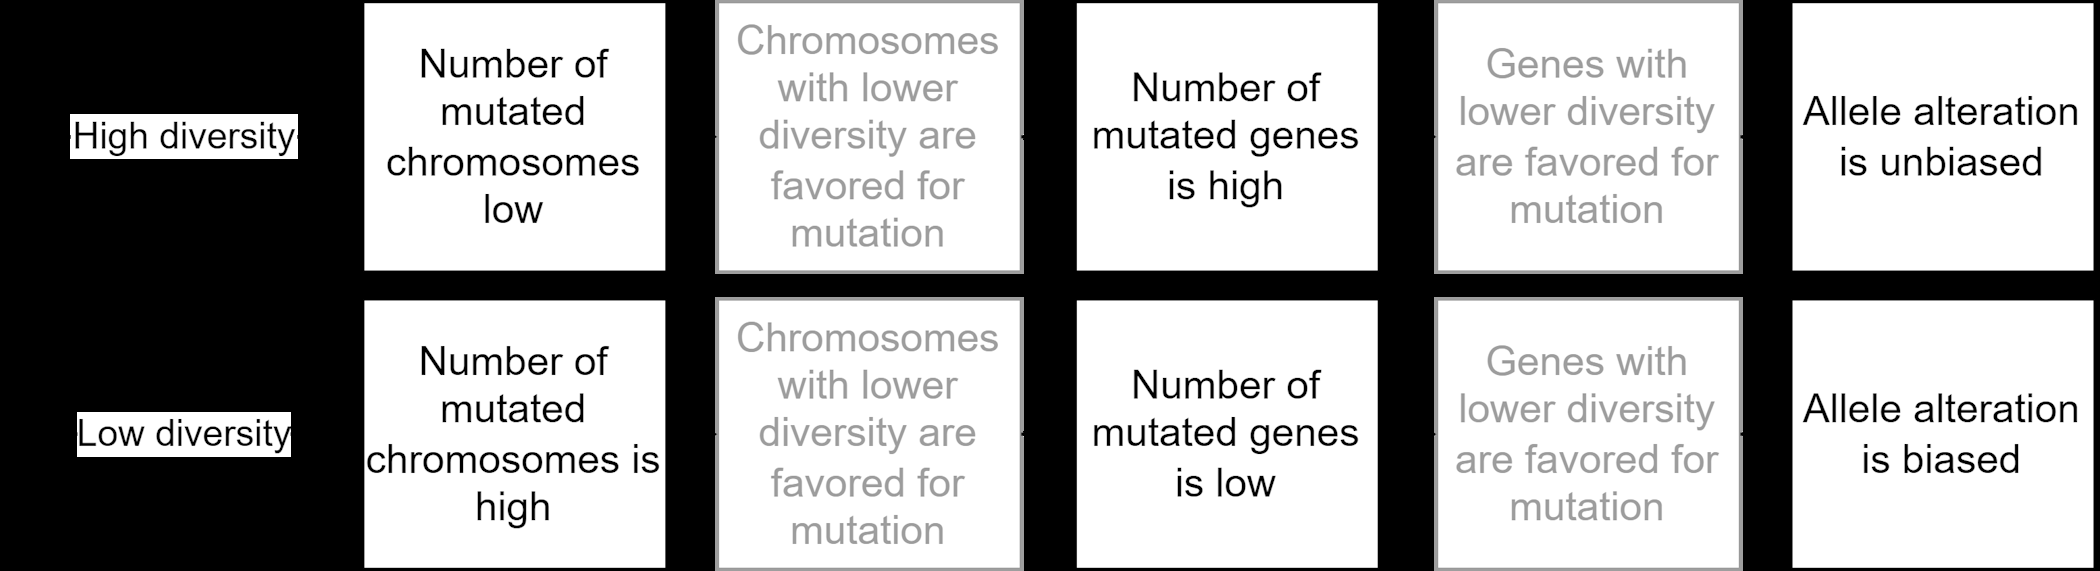 High diversity
Number of
mutated
chromosomes
low
Chromosomes
with lower
diversity are
favored for
mutation
Number of
mutated genes
is high
Genes with
lower diversity
are favored for
mutation
Allele alteration
is unbiased
Low diversity
Number of
mutated
chromosomes is
high
Chromosomes
with lower
diversity are
favored for
mutation
Number of
mutated genes
is low
Genes with
lower diversity
are favored for
mutation
Allele alteration
is biased